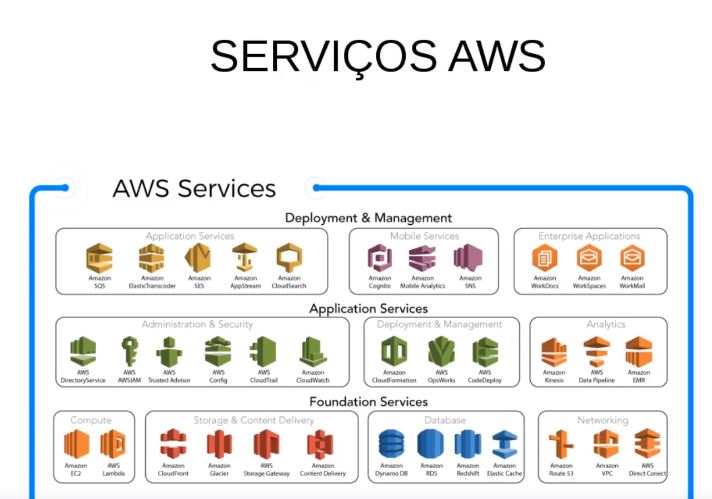 SERVIÇOS AWS
AWS Services
Deployment & Management
Application Services
Mobile Services
Enterprise Applications
Amazon SQS
Amazon ElasticTranscoder
Amazon SES
Amazon AppStream
Amazon CloudSearch
Amazon Cognito
Amazon Mobile Analytics
Amazon SNS
Amazon WorkDocs
Amazon WorkSpaces
Amazon WorkMail
Application Services
Administration & Security
Deployment & Management
Analytics
AWS DirectoryService
AWS AWSIAM
AWS Trusted Advisor
AWS Config
AWS CloudTrail
Amazon CloudWatch
Amazon CloudFormation
AWS OpsWorks
AWS CodeDeploy
Amazon Kinesis
AWS Data Pipeline
Amazon EMR
Foundation Services
Compute
Storage & Content Delivery
Database
Networking
Amazon EC2
AWS Lambda
Amazon CloudFront
Amazon Glacier
AWS Storage Gateway
Amazon Content Delivery
Amazon Dynamo DB
Amazon RDS
Amazon Redshift
Amazon Elastic Cache
Amazon Route 53
Amazon VPC
AWS Direct Conect